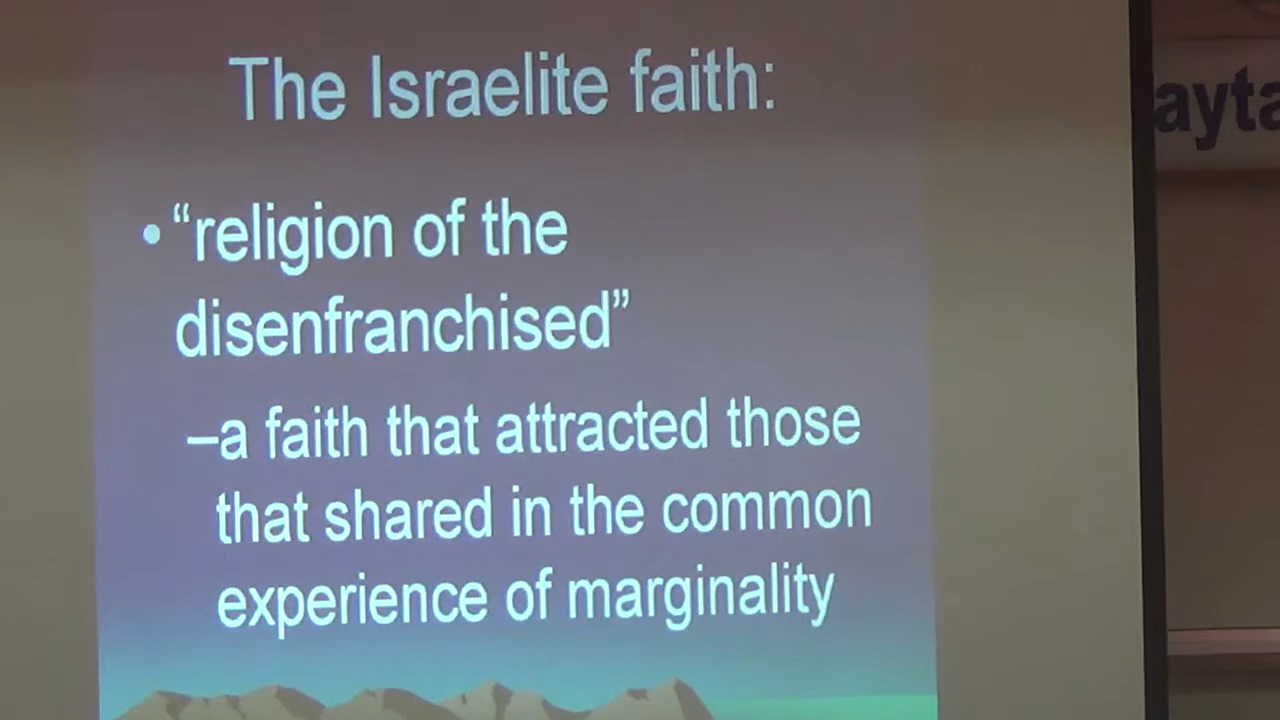 The Israelite faith:
• “religion of the
disenfranchised”
–a faith that attracted those
that shared in the common
experience of marginality
ayta